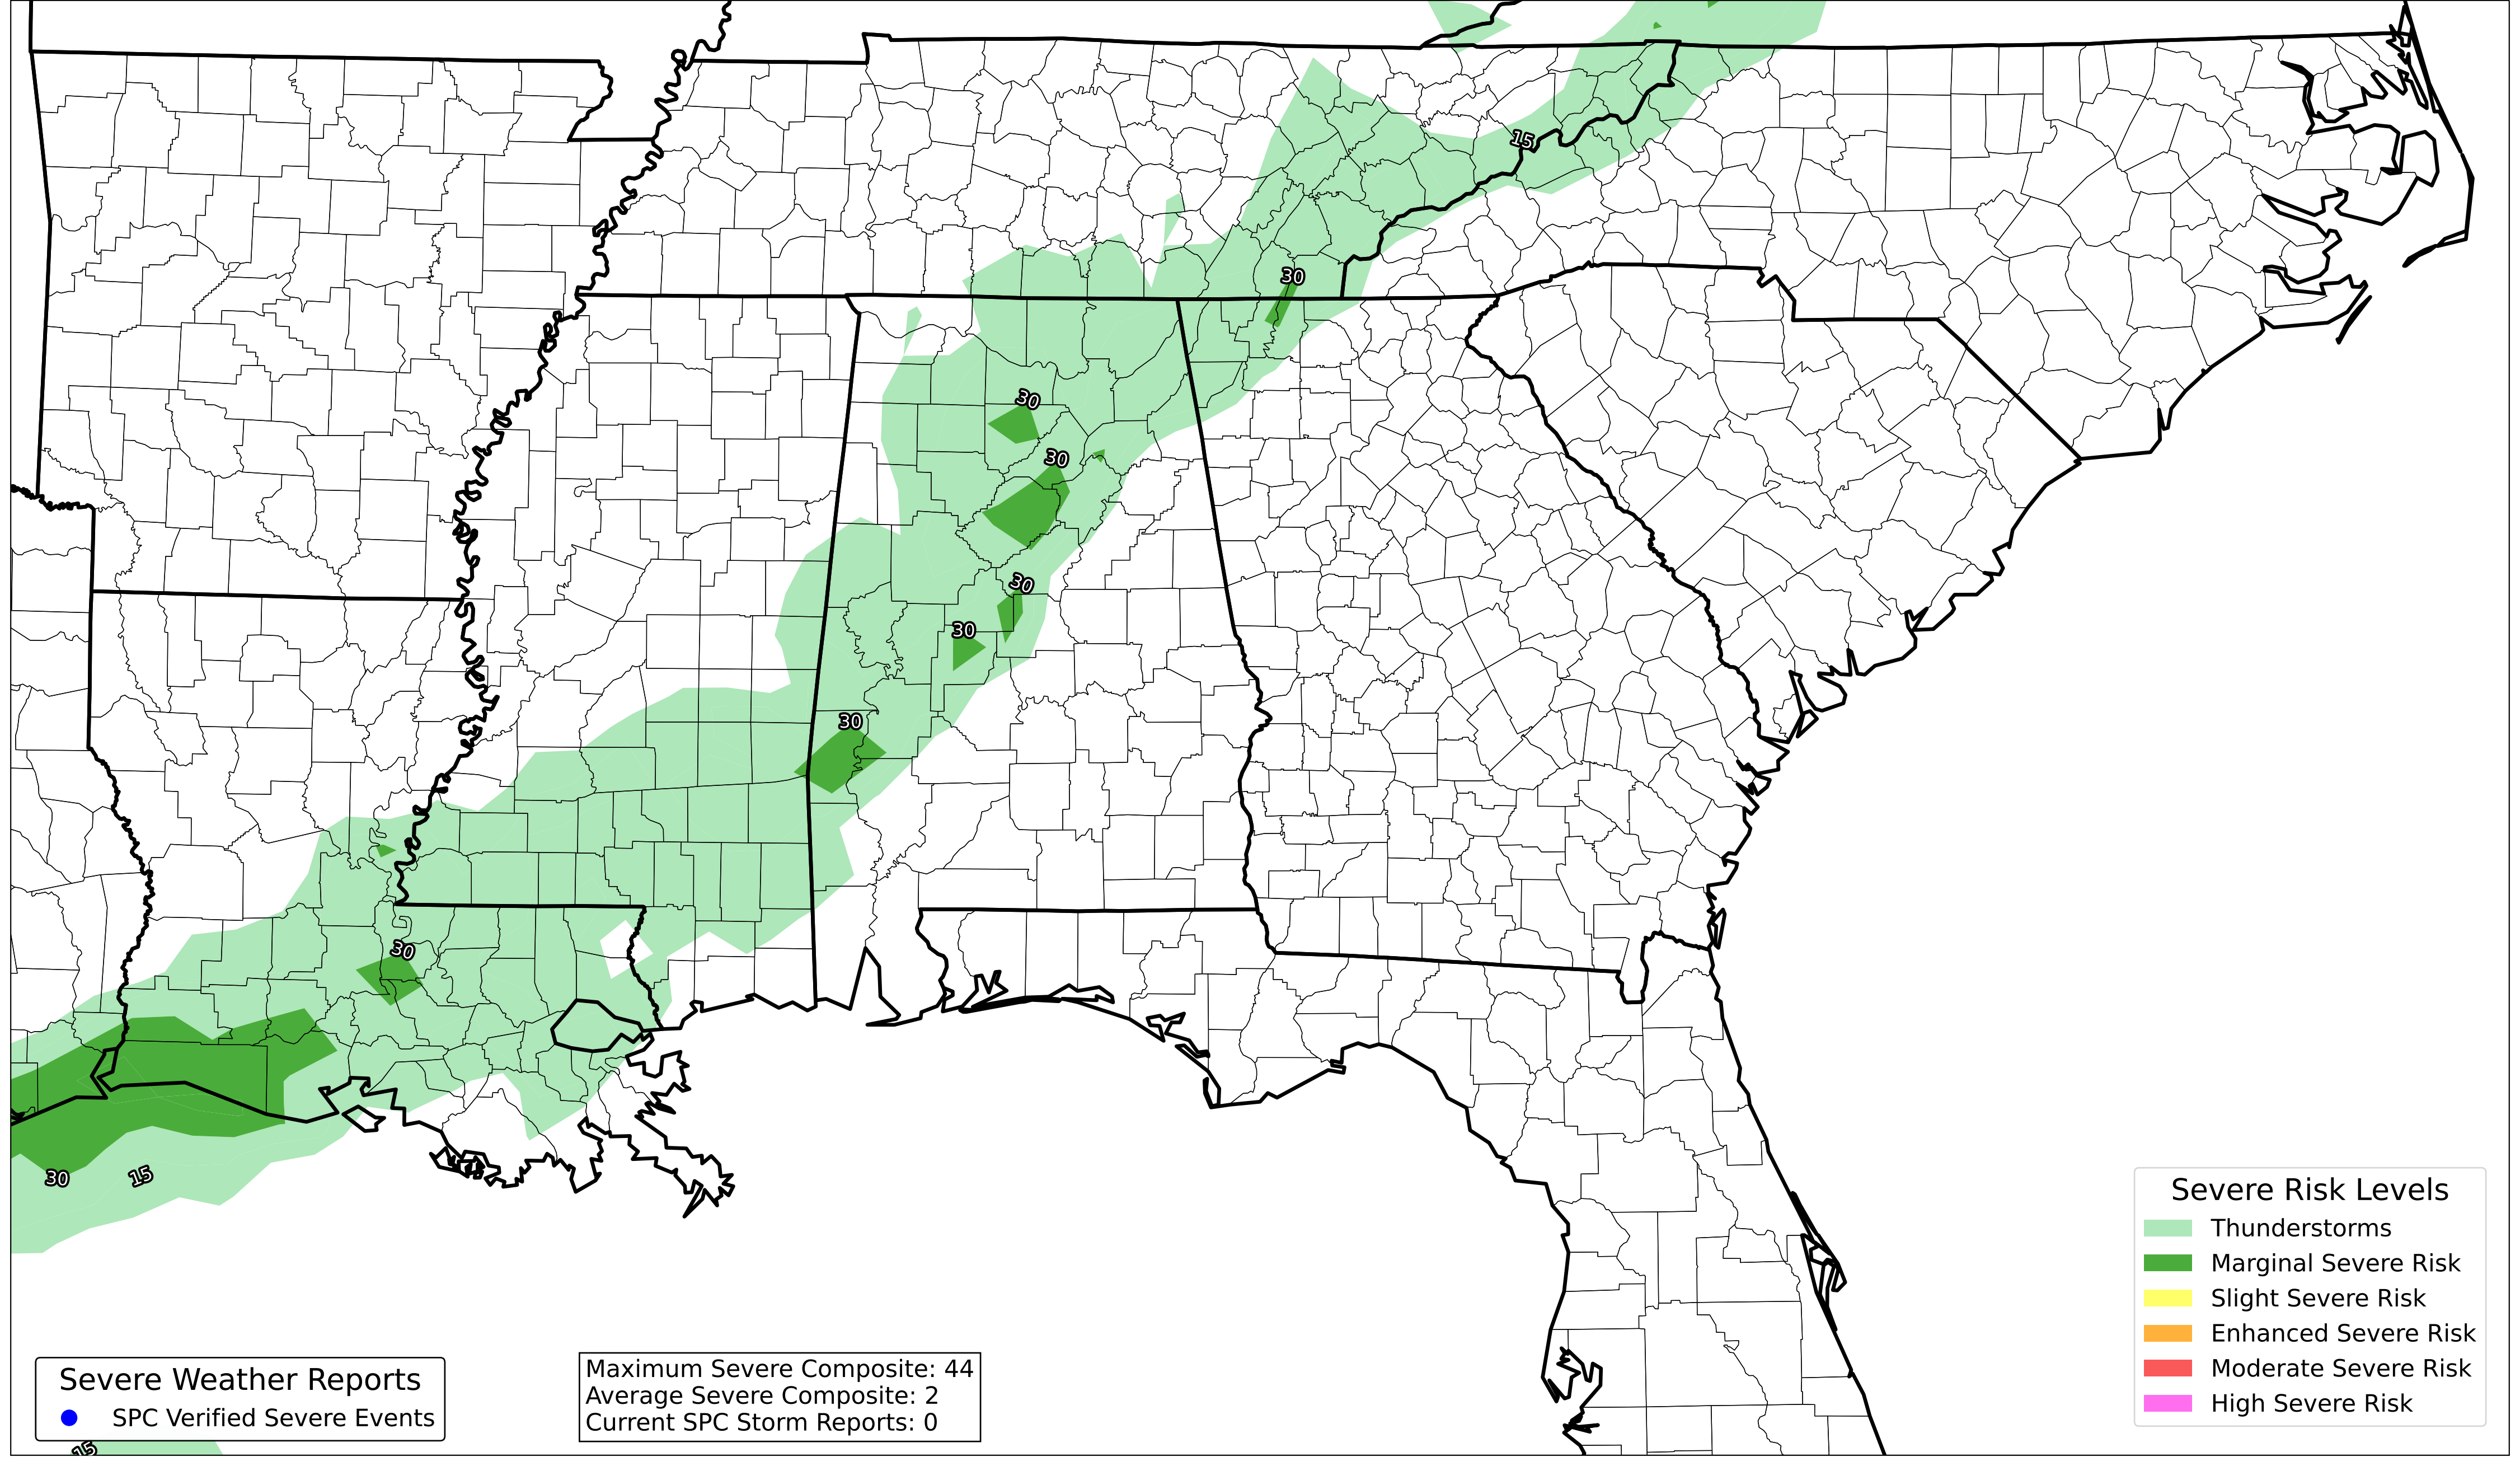 15
30
30
30
30
30
30
30
30
15
Severe Risk Levels
Thunderstorms
Marginal Severe Risk
Slight Severe Risk
Enhanced Severe Risk
Moderate Severe Risk
High Severe Risk
Severe Weather Reports
SPC Verified Severe Events
Maximum Severe Composite: 44
Average Severe Composite: 2
Current SPC Storm Reports: 0
15